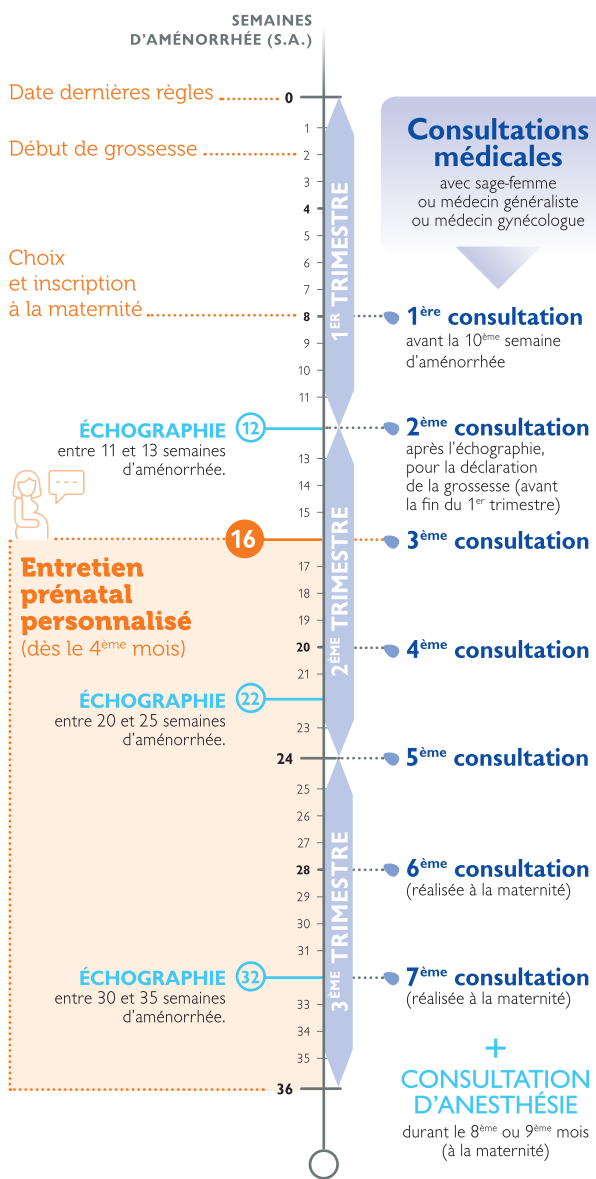 SEMAINES
D'AMÉNORRHÉE (S.A.)
Date dernières règles
0
1
Début de grossesse
2
3
4
5
6
7
Choix
et inscription
à la maternité
8
9
10
11
1ER TRIMESTRE
Consultations
médicales
avec sage-femme
ou médecin généraliste
ou médecin gynécologue
1ère consultation
avant la 10ème semaine
d'aménorrhée
ÉCHOGRAPHIE
12
entre 11 et 13 semaines
d'aménorrhée.
2ème consultation
après l'échographie,
pour la déclaration
de la grossesse (avant
la fin du 1er trimestre)
13
14
15
16
3ème consultation
Entretien
prénatal
personnalisé
(dès le 4ème mois)
17
18
19
20
21
2ÈME TRIMESTRE
4ème consultation
ÉCHOGRAPHIE
22
entre 20 et 25 semaines
d'aménorrhée.
23
24
5ème consultation
25
26
27
28
29
30
31
3ÈME TRIMESTRE
6ème consultation
(réalisée à la maternité)
ÉCHOGRAPHIE
32
entre 30 et 35 semaines
d'aménorrhée.
7ème consultation
(réalisée à la maternité)
33
34
35
36
+
CONSULTATION
D'ANESTHÉSIE
durant le 8ème ou 9ème mois
(à la maternité)